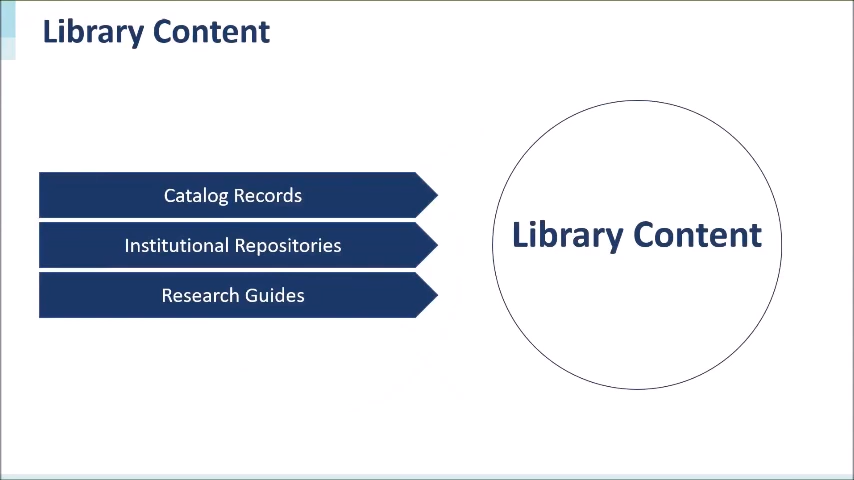 Library Content
Catalog Records
Institutional Repositories
Research Guides
Library Content